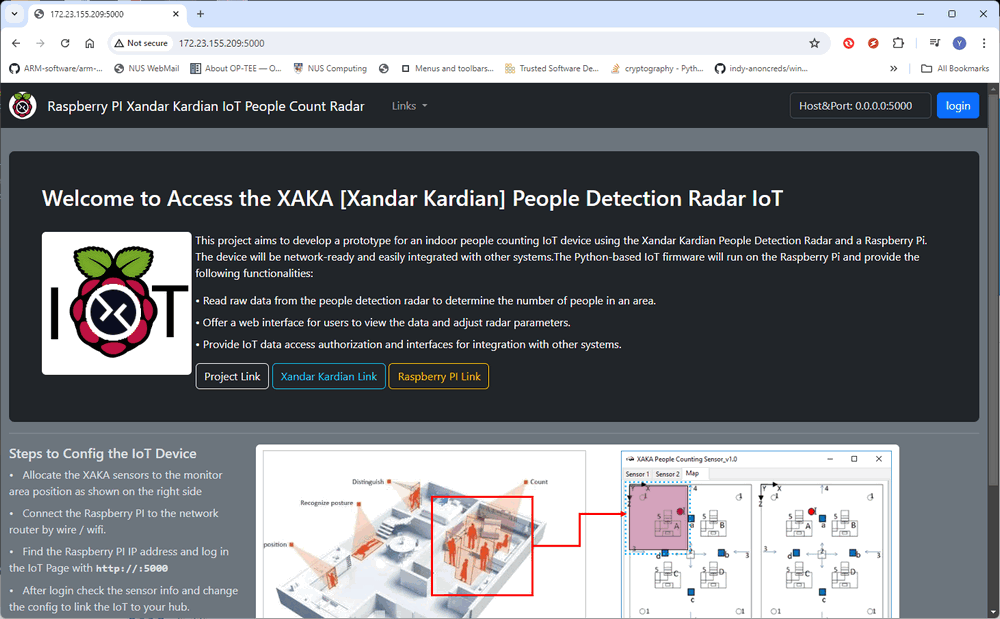 172.23.155.209:5000
Not secure
172.23.155.209:5000
ARM-software/arm-...
NUS WebMail
About OP-TEE — O...
NUS Computing
Menus and toolbars...
Trusted Software De...
cryptography - Pyth...
indy-anoncreds/win...
All Bookmarks
Raspberry PI Xandar Kardian IoT People Count Radar
Links
Host&Port: 0.0.0.0:5000
login
Welcome to Access the XAKA [Xandar Kardian] People Detection Radar IoT
IOT
This project aims to develop a prototype for an indoor people counting IoT device using the Xandar Kardian People Detection Radar and a Raspberry Pi.
The device will be network-ready and easily integrated with other systems.The Python-based IoT firmware will run on the Raspberry Pi and provide the
following functionalities:
• Read raw data from the people detection radar to determine the number of people in an area.
• Offer a web interface for users to view the data and adjust radar parameters.
• Provide IoT data access authorization and interfaces for integration with other systems.
Project Link
Xandar Kardian Link
Raspberry PI Link
Steps to Config the IoT Device
• Allocate the XAKA sensors to the monitor
area position as shown on the right side
• Connect the Raspberry PI to the network
router by wire / wifi.
• Find the Raspberry PI IP address and log in
the IoT Page with http://:5000
• After login check the sensor info and change
the config to link the IoT to your hub.
Distinguish
Count
Recognize posture
position
XAKA People Counting Sensor_v1.0
Sensor 1
Sensor 2
Map